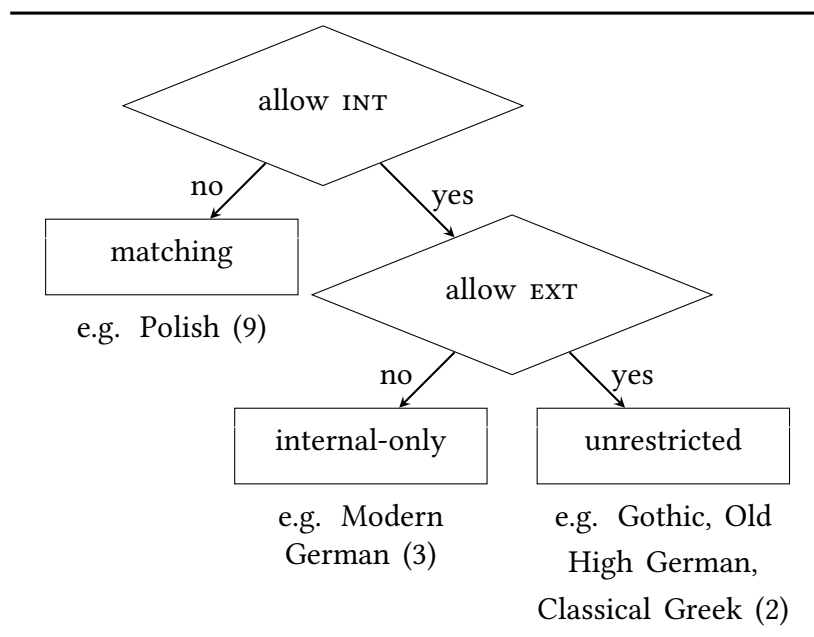 allow INT
no
yes
matching
allow EXT
e.g. Polish (9)
no
yes
internal-only
unrestricted
e.g. Modern
German (3)
e.g. Gothic, Old
High German,
Classical Greek (2)